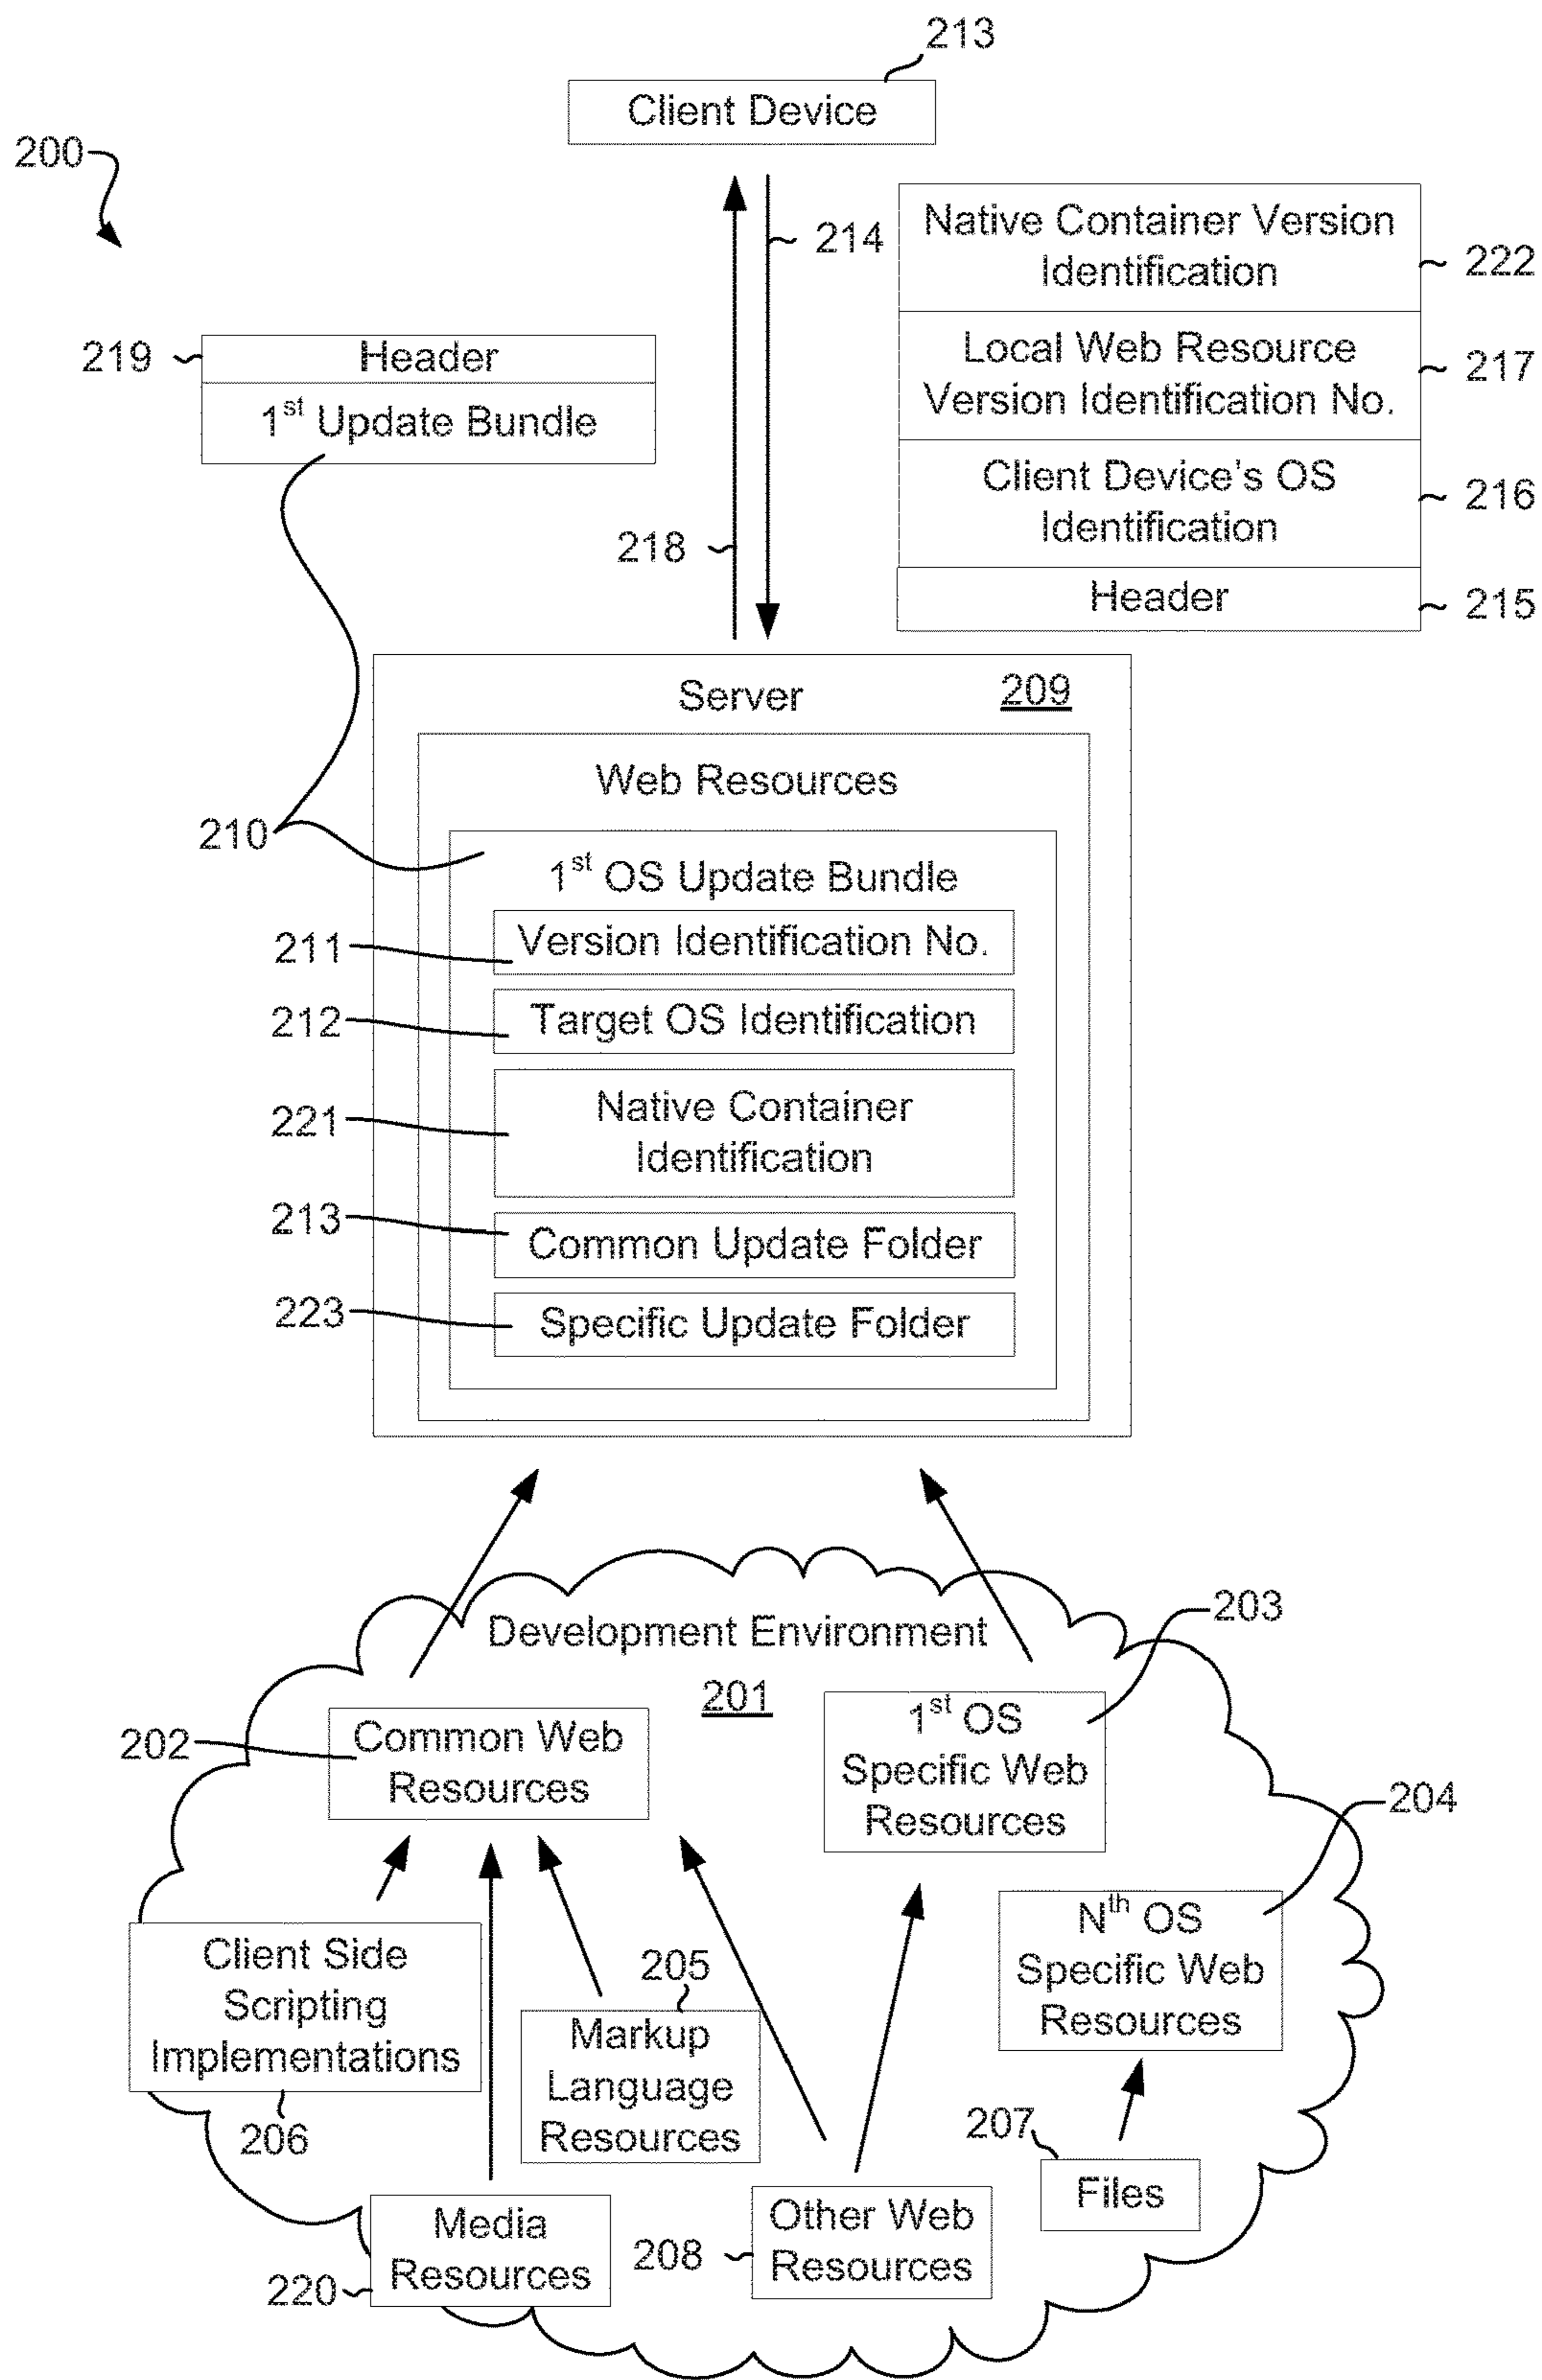 213
Client Device
200
214
Native Container Version
Identification
222
219
Header
1st Update Bundle
Local Web Resource
Version Identification No.
217
Client Device's OS
Identification
216
218
Header
215
Server
209
Web Resources
210
1st OS Update Bundle
211
Version Identification No.
212
Target OS Identification
221
Native Container
Identification
213
Common Update Folder
223
Specific Update Folder
Development Environment
201
203
202
Common Web
Resources
1st OS
Specific Web
Resources
204
Client Side
Scripting
Implementations
206
205
Markup
Language
Resources
Nth OS
Specific Web
Resources
207
Files
Media
Resources
220
208
Other Web
Resources